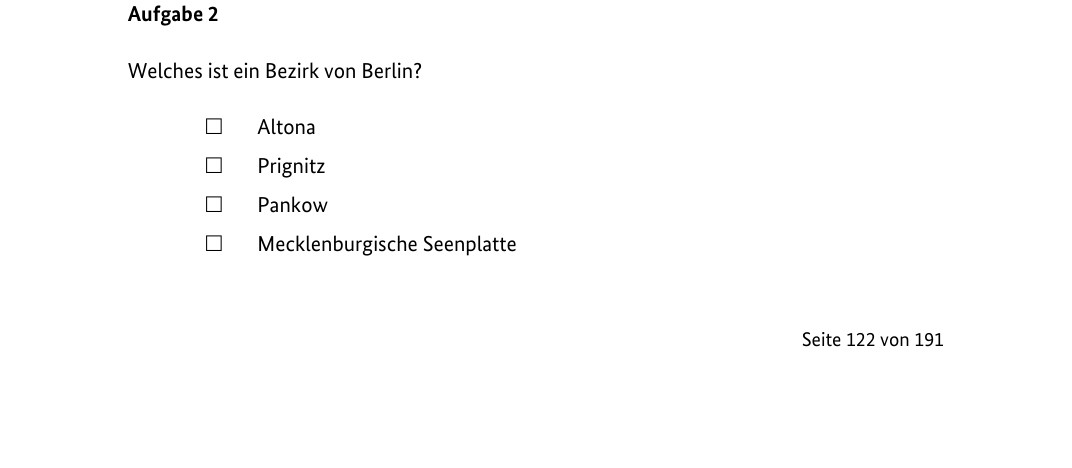 Aufgabe 2
Welches ist ein Bezirk von Berlin?
☐ Altona
☐ Prignitz
☐ Pankow
☐ Mecklenburgische Seenplatte
Seite 122 von 191